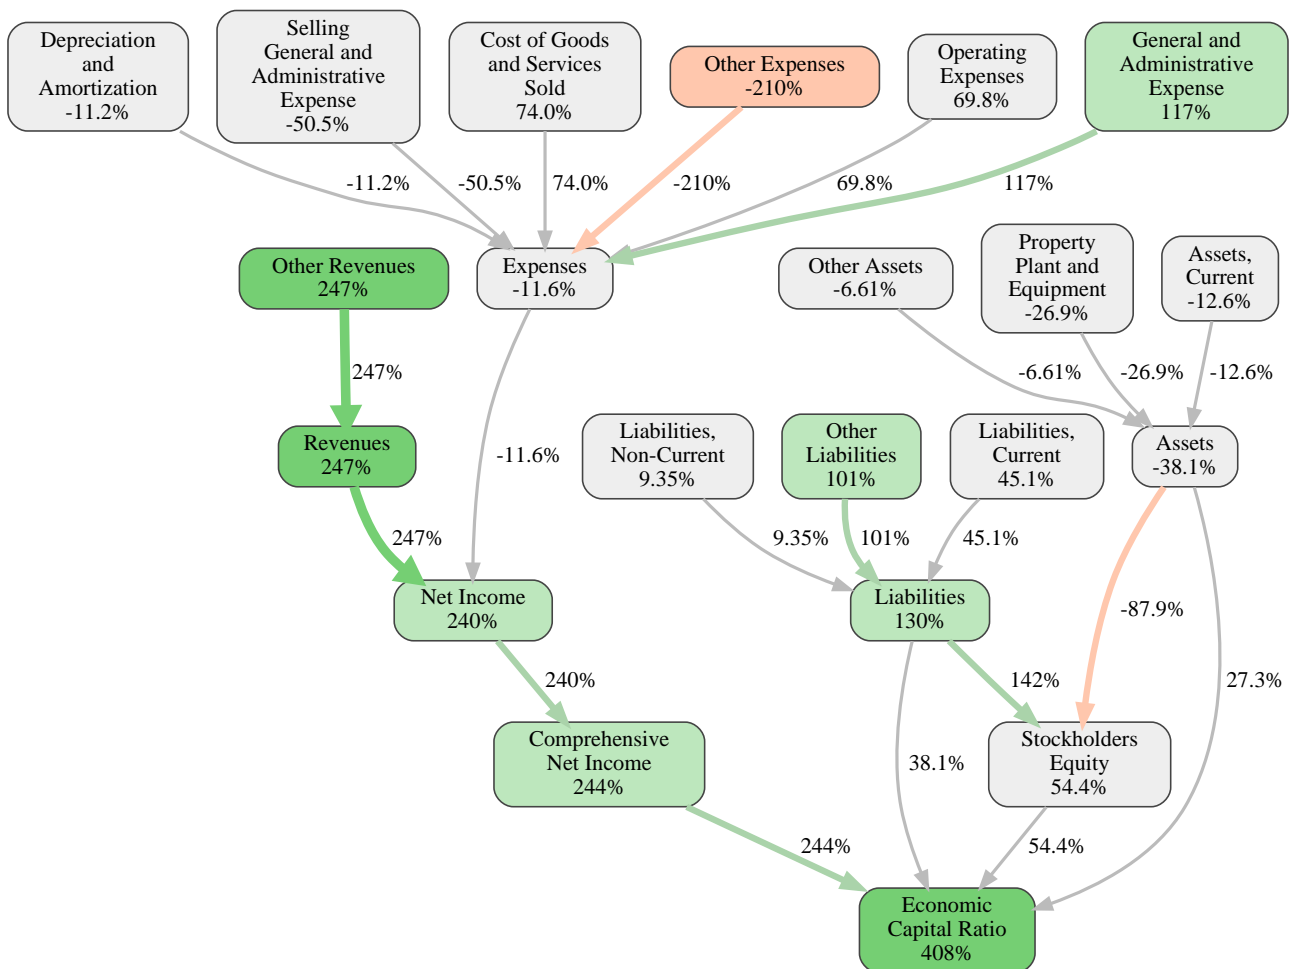 Depreciation
and
Amortization
-11.2%
Selling
General and
Administrative
Expense
-50.5%
Cost of Goods
and Services
Sold
74.0%
Other Expenses
-210%
Operating
Expenses
69.8%
General and
Administrative
Expense
117%
-11.2%
-50.5%
74.0%
-210%
69.8%
117%
Other Revenues
247%
Expenses
-11.6%
Other Assets
-6.61%
Property
Plant and
Equipment
-26.9%
Assets,
Current
-12.6%
247%
-11.6%
-6.61%
-26.9%
-12.6%
Revenues
247%
Liabilities,
Non-Current
9.35%
Other
Liabilities
101%
Liabilities,
Current
45.1%
Assets
-38.1%
247%
9.35%
101%
45.1%
-87.9%
27.3%
Net Income
240%
Liabilities
130%
240%
142%
38.1%
Comprehensive
Net Income
244%
Stockholders
Equity
54.4%
244%
54.4%
Economic
Capital Ratio
408%